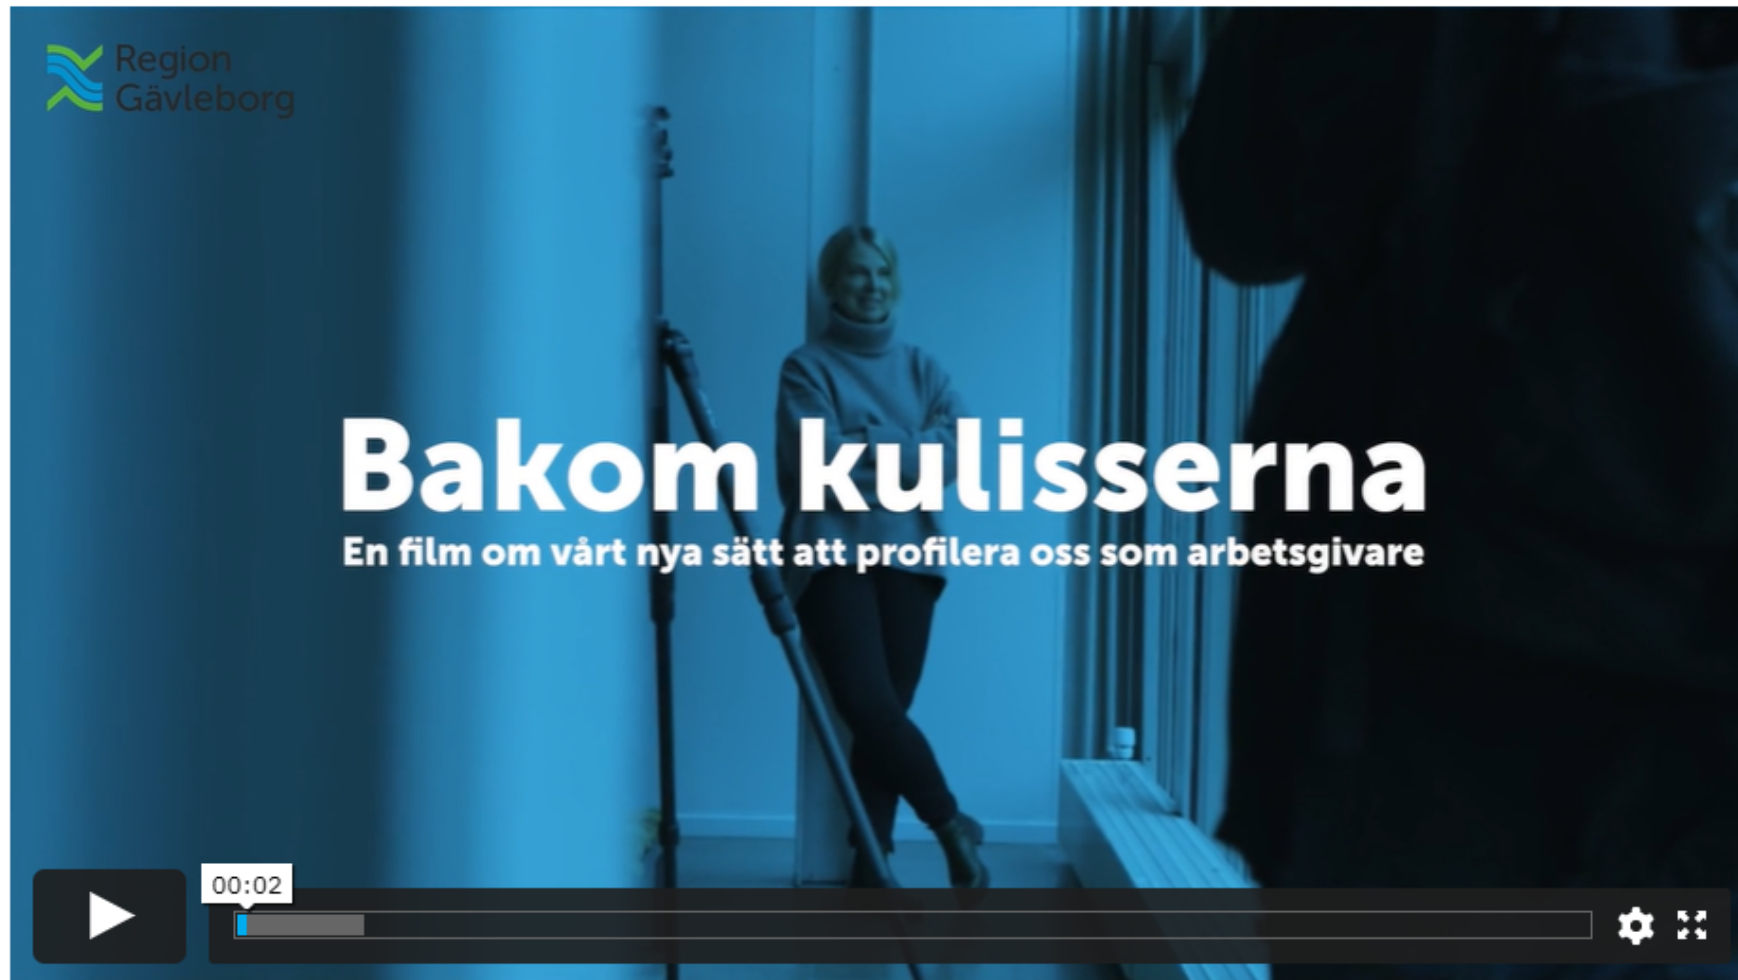 Region
Gävleborg
Bakom kulisserna
En film om vårt nya sätt att profilera oss som arbetsgivare
00:02